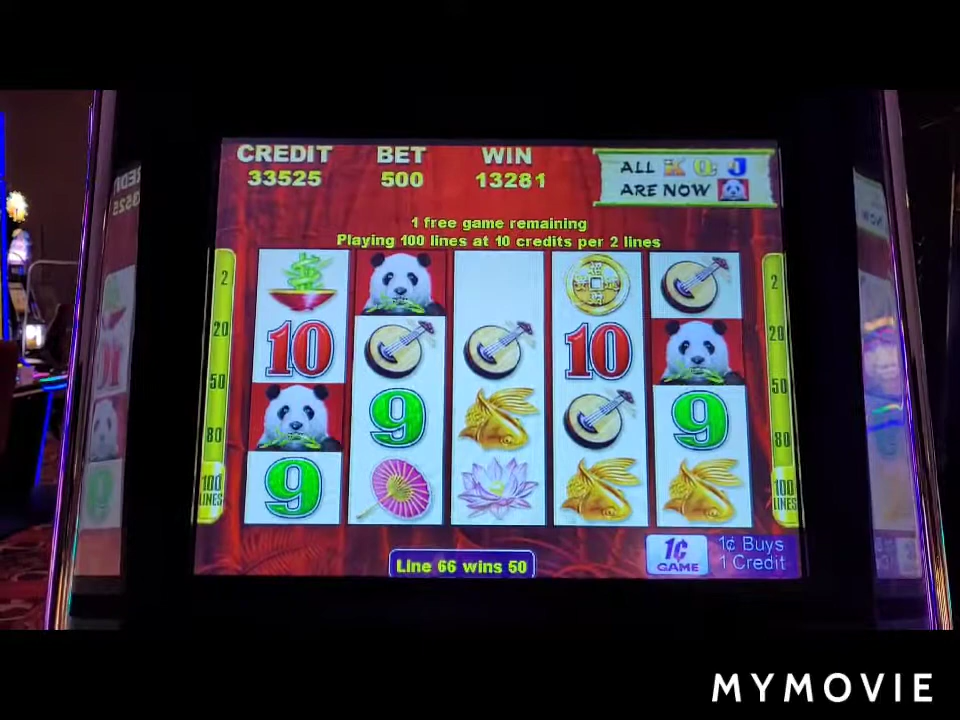 CREDIT BET WIN
33525 500 13281
ALL K Q J
ARE NOW
1 free game remaining
Playing 100 lines at 10 credits per 2 lines
2 2
20 20
10 10
50 50
9 9
80 80
9
100 LINES 100 LINES
Line 66 wins 50
1¢ GAME
1¢ Buys
1 Credit
MYMOVIE